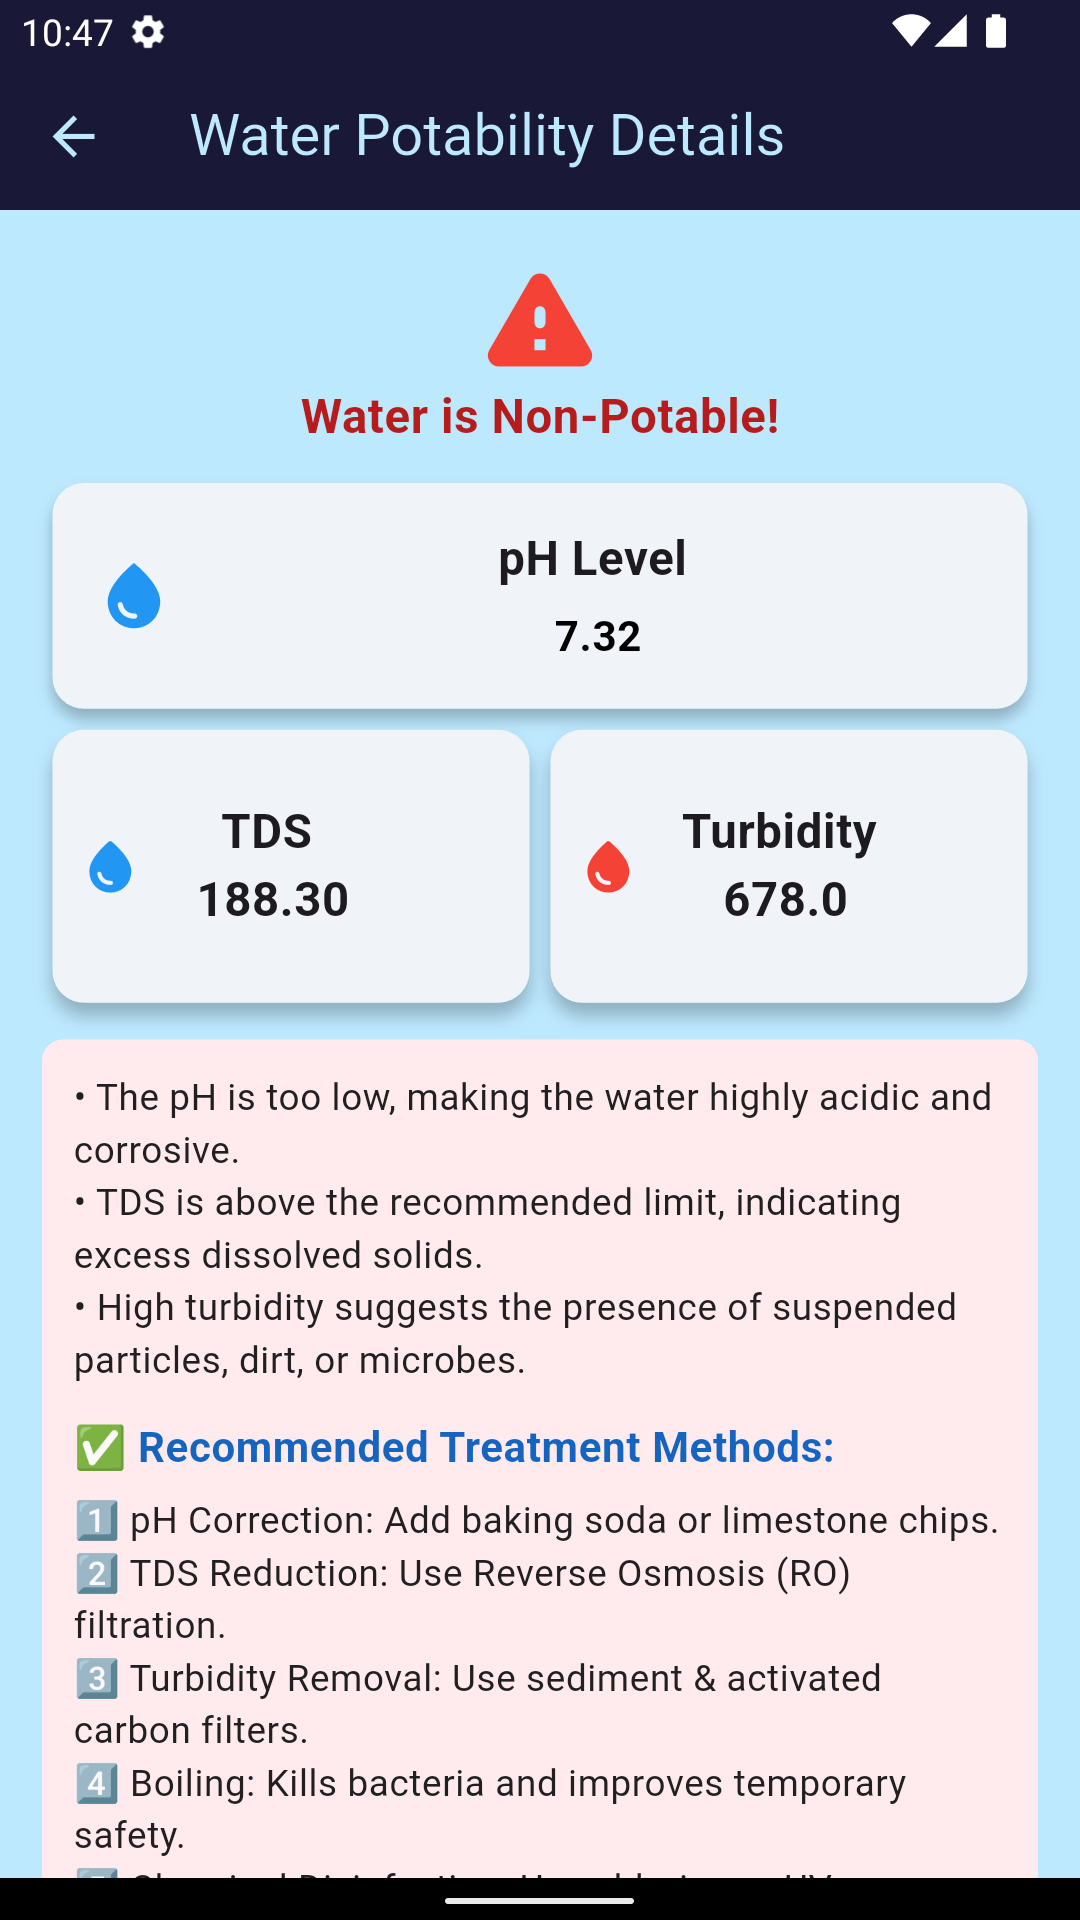 10:47
Water Potability Details
Water is Non-Potable!
pH Level
7.32
TDS
188.30
Turbidity
678.0
• The pH is too low, making the water highly acidic and
corrosive.
• TDS is above the recommended limit, indicating
excess dissolved solids.
• High turbidity suggests the presence of suspended
particles, dirt, or microbes.
✅ Recommended Treatment Methods:
1️⃣ pH Correction: Add baking soda or limestone chips.
2️⃣ TDS Reduction: Use Reverse Osmosis (RO)
filtration.
3️⃣ Turbidity Removal: Use sediment & activated
carbon filters.
4️⃣ Boiling: Kills bacteria and improves temporary
safety.